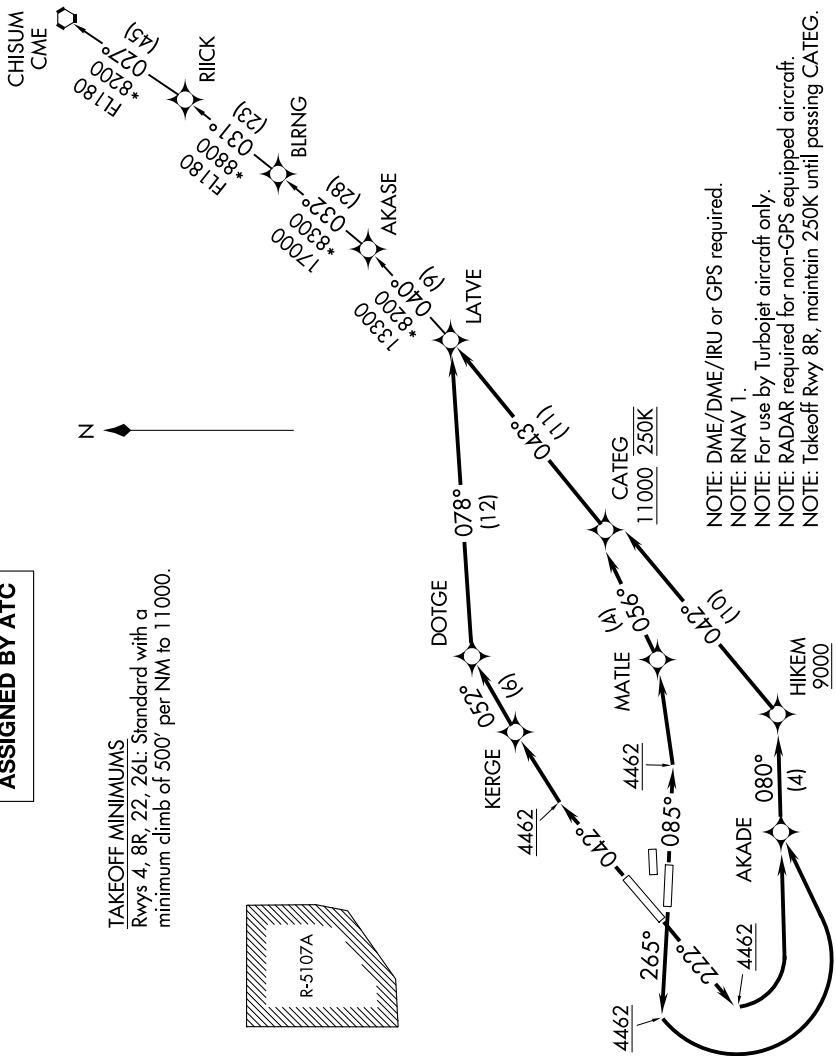 ASSIGNED BY ATC
TAKEOFF MINIMUMS
Rwys 4, 8R, 22, 26L: Standard with a
minimum climb of 500' per NM to 11000.
R-5107A
N
CHISUM
CME
FL180
*8200
027°
(45)
RIICK
FL180
*8800
031°
(23)
BLRNG
17000
*8300
032°
(28)
AKASE
13300
*8200
040°
(9)
LATVE
078°
(12)
DOTGE
052°
(6)
KERGE
4462
042°
043°
(11)
CATEG
11000 250K
(4)
056°
MATLE
4462
085°
042°
(10)
HIKEM
9000
080°
(4)
AKADE
265°
4462
222°
4462
NOTE: DME/DME/IRU or GPS required.
NOTE: RNAV 1.
NOTE: For use by Turbojet aircraft only.
NOTE: RADAR required for non-GPS equipped aircraft.
NOTE: Takeoff Rwy 8R, maintain 250K until passing CATEG.